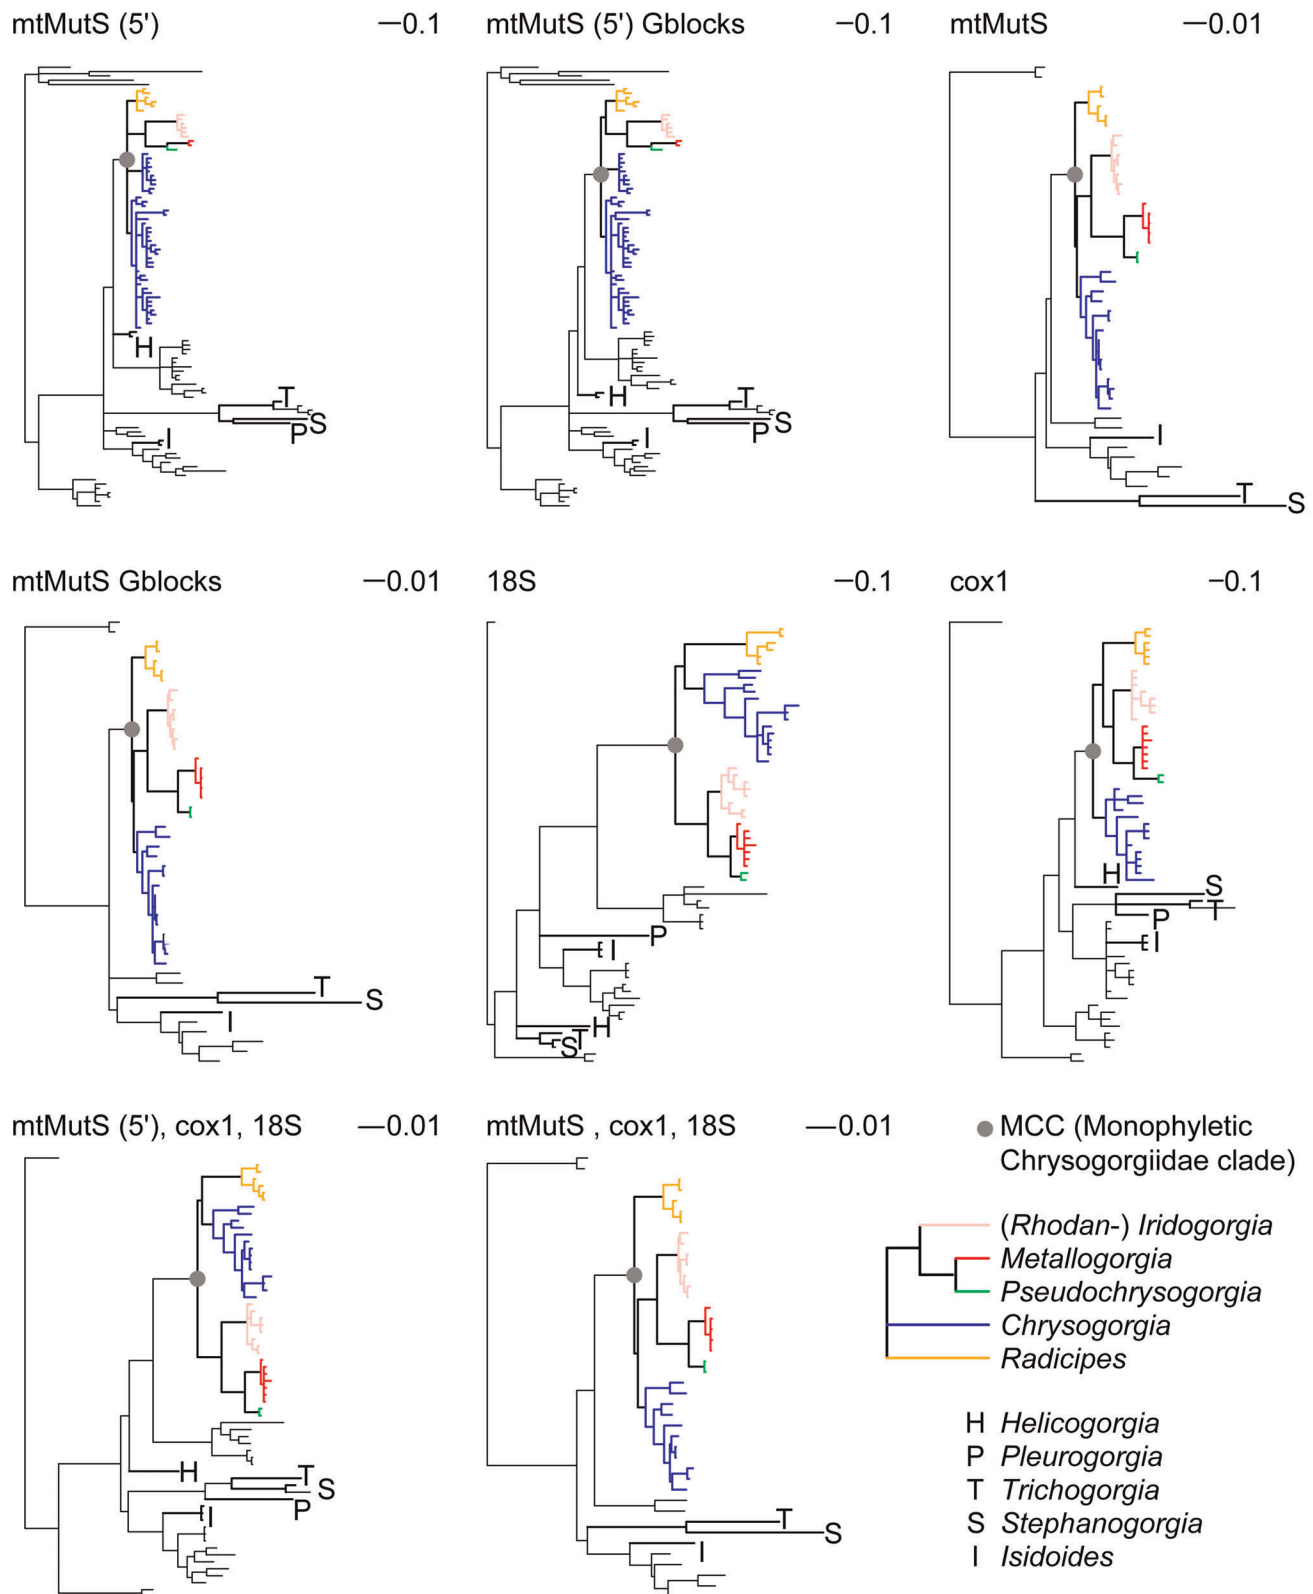 mtMutS (5') —0.1
mtMutS (5') Gblocks —0.1
mtMutS —0.01
H
T
S
P
I
H
T
S
P
I
I
T
S
mtMutS Gblocks —0.01
18S —0.1
cox1 —0.1
T
S
I
P
I
H
T
S
H
S
T
P
I
mtMutS (5'), cox1, 18S —0.01
mtMutS , cox1, 18S —0.01
H
T
S
P
I
T
S
I
MCC (Monophyletic
Chrysogorgiidae clade)
(Rhodan-) Iridogorgia
Metallogorgia
Pseudochrysogorgia
Chrysogorgia
Radicipes
H Helicogorgia
P Pleurogorgia
T Trichogorgia
S Stephanogorgia
I Isidoides